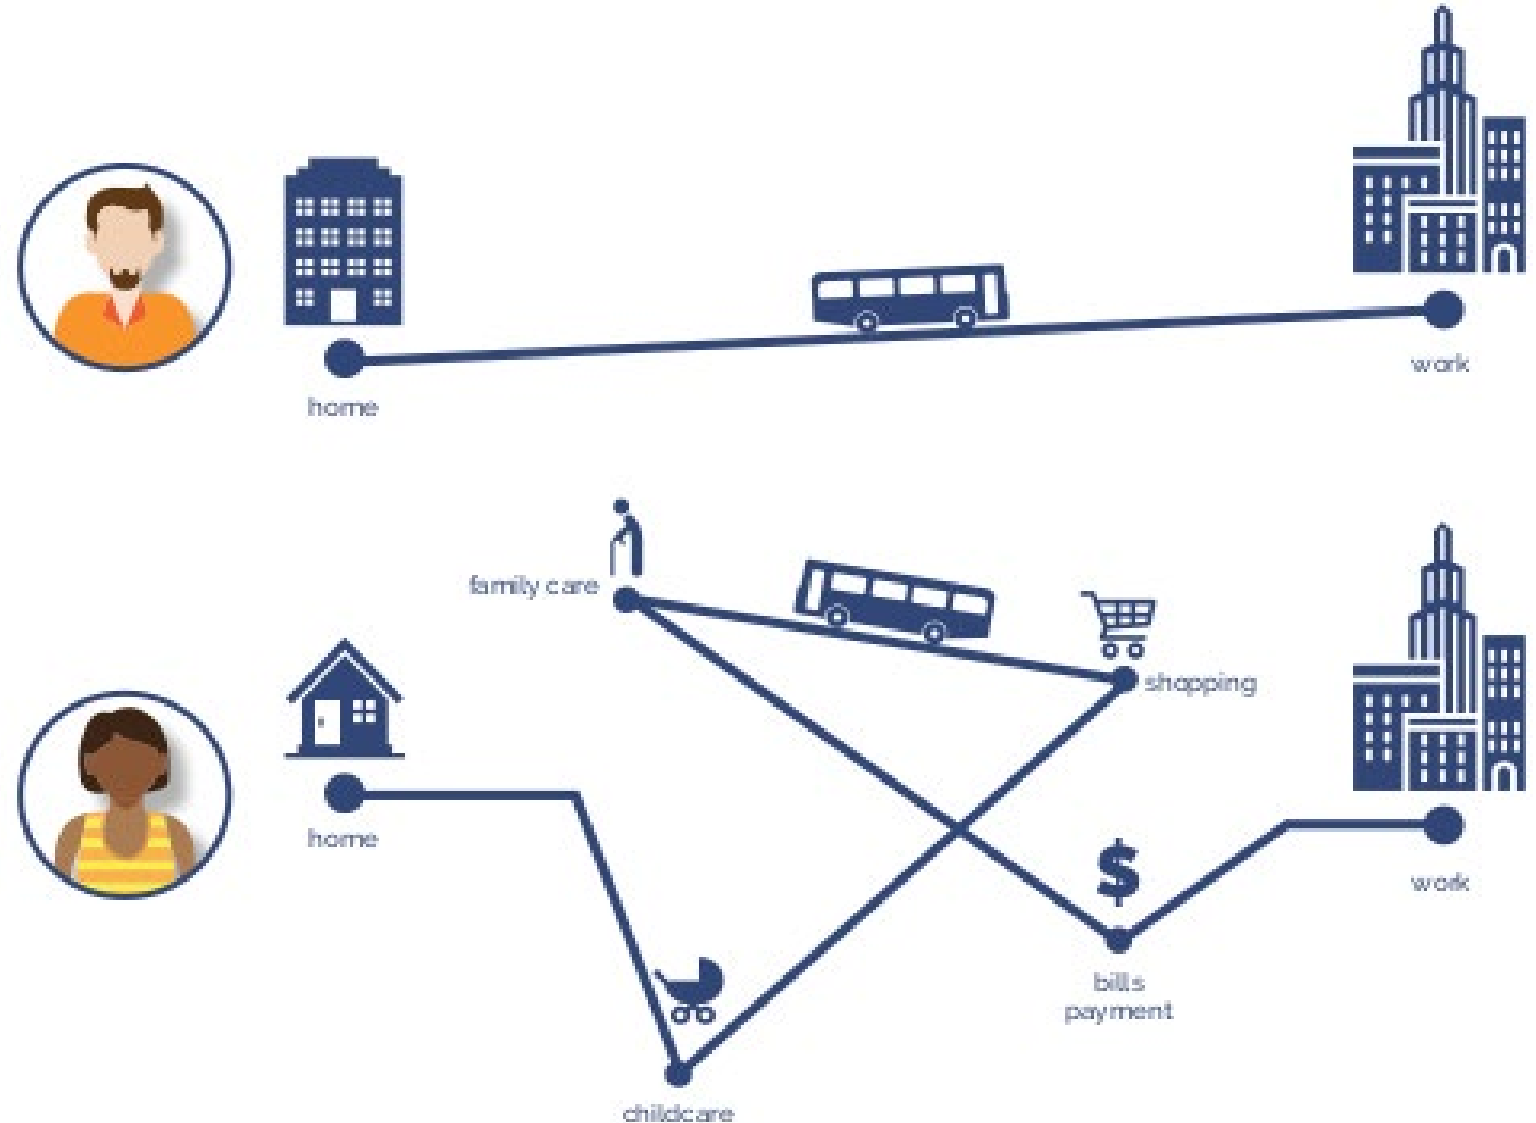 work
home
family care
shopping
home
$
work
bills
payment
childcare